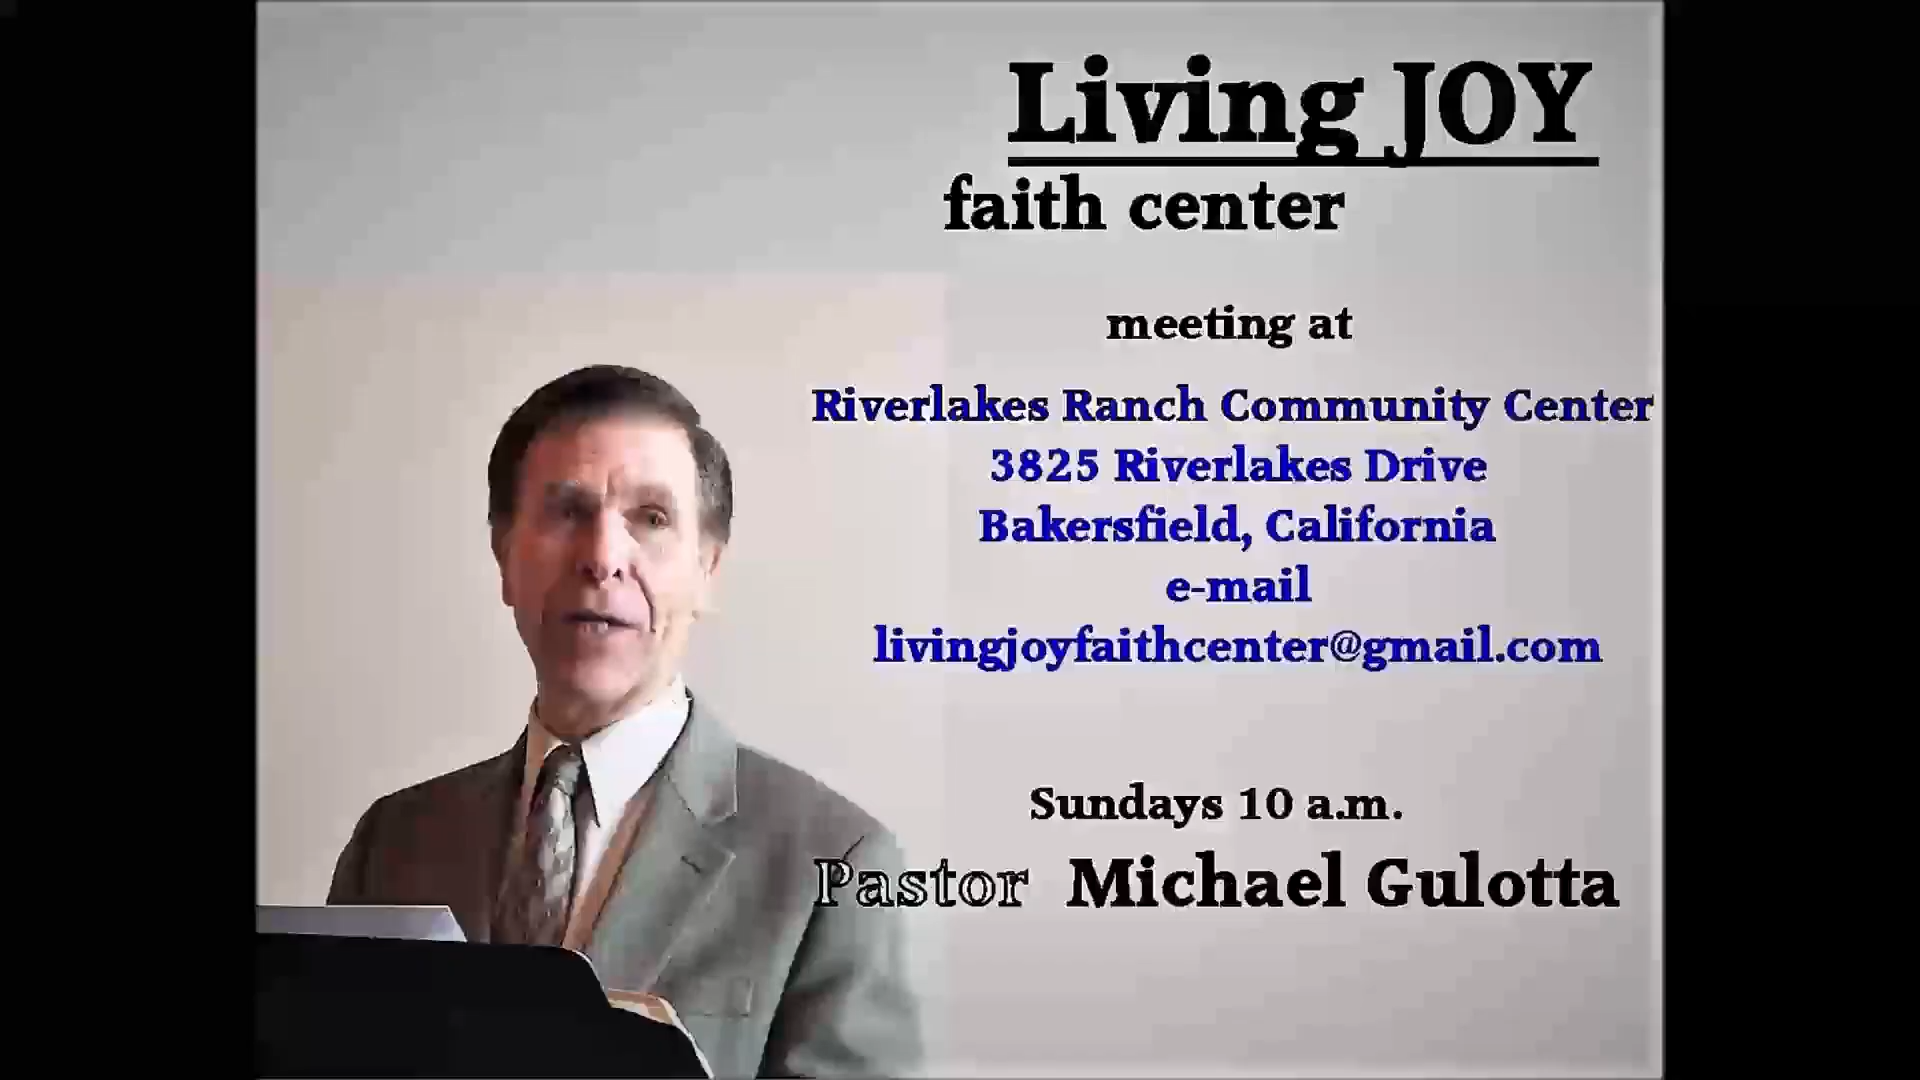 Living JOY
faith center
meeting at
Riverlakes Ranch Community Center
3825 Riverlakes Drive
Bakersfield, California
e-mail
livingjoyfaithcenter@gmail.com
Sundays 10 a.m.
Pastor Michael Gulotta